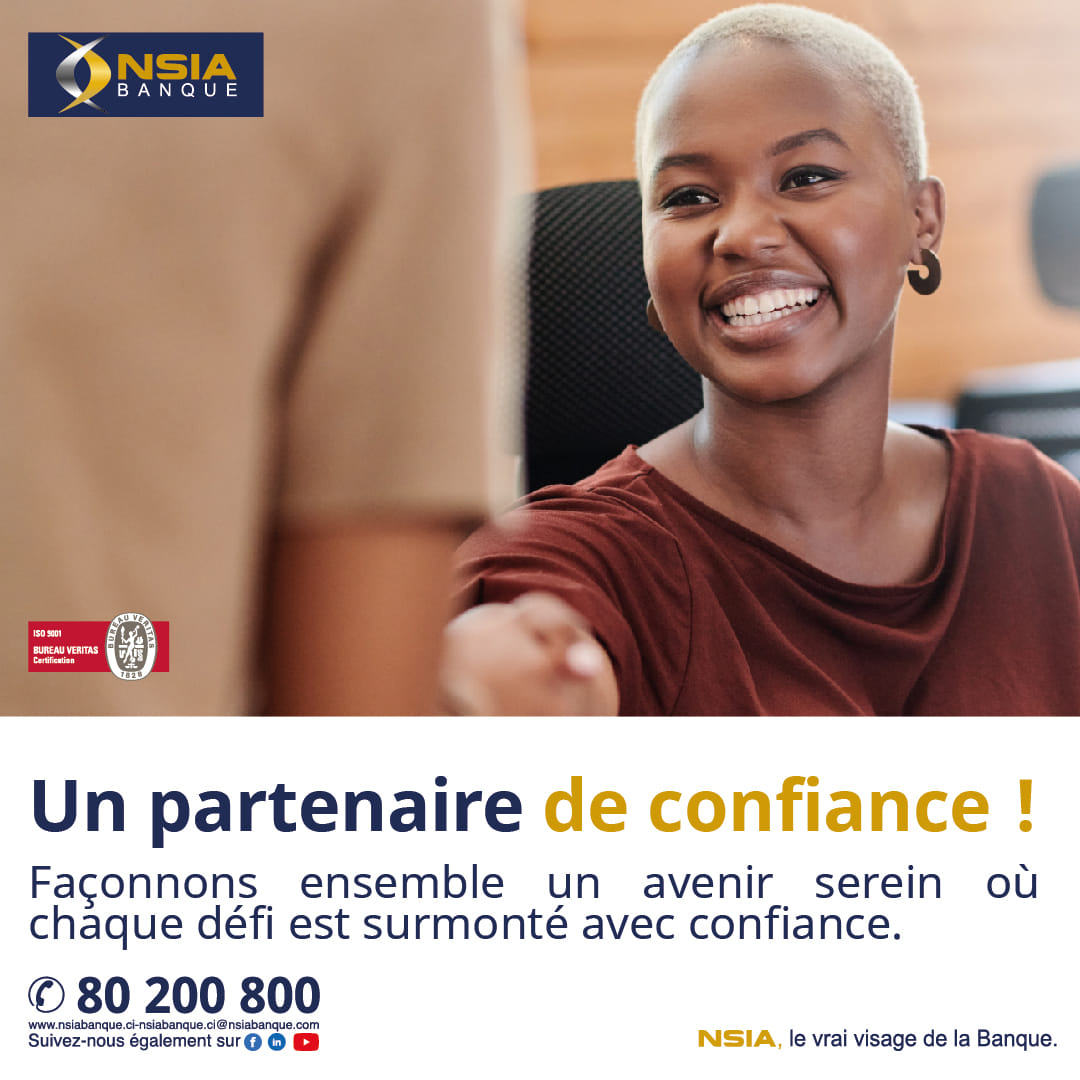 NSIA
BANQUE
ISO 9001
BUREAU VERITAS
Certification
BUREAU VERITAS
1828
Un partenaire de confiance !
Façonnons ensemble un avenir serein où
chaque défi est surmonté avec confiance.
80 200 800
www.nsiabanque.ci-nsiabanque.ci@nsiabanque.com
Suivez-nous également sur
NSIA, le vrai visage de la Banque.